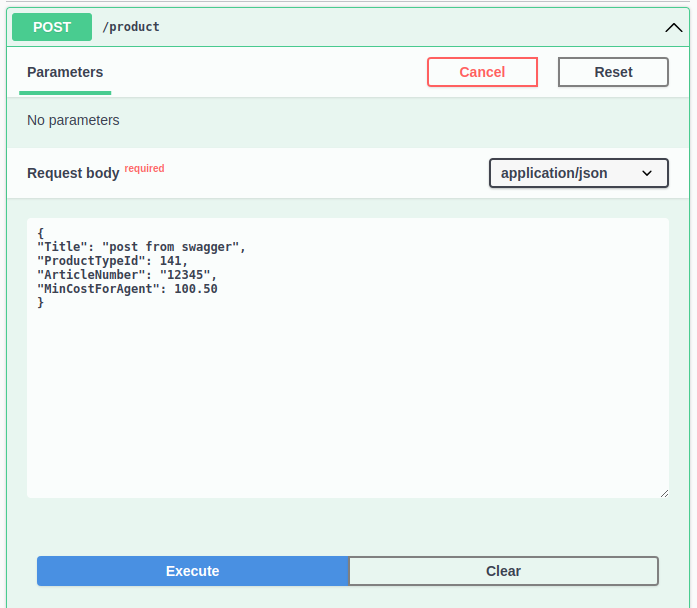 POST /product
Parameters Cancel Reset
No parameters
Request body required application/json
{
"Title": "post from swagger",
"ProductTypeId": 141,
"ArticleNumber": "12345",
"MinCostForAgent": 100.50
}
Execute Clear